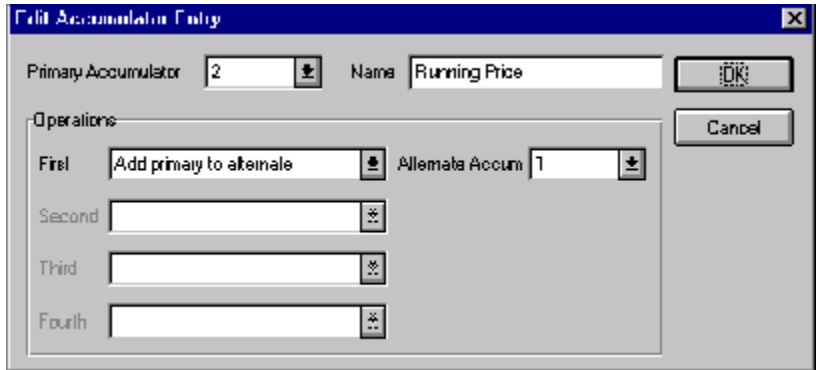 Edit Accumulator Entry
Primary Accumulator 2 Name Running Price OK
Operations Cancel
First Add primary to alternate Alternate Accum 1
Second
Third
Fourth